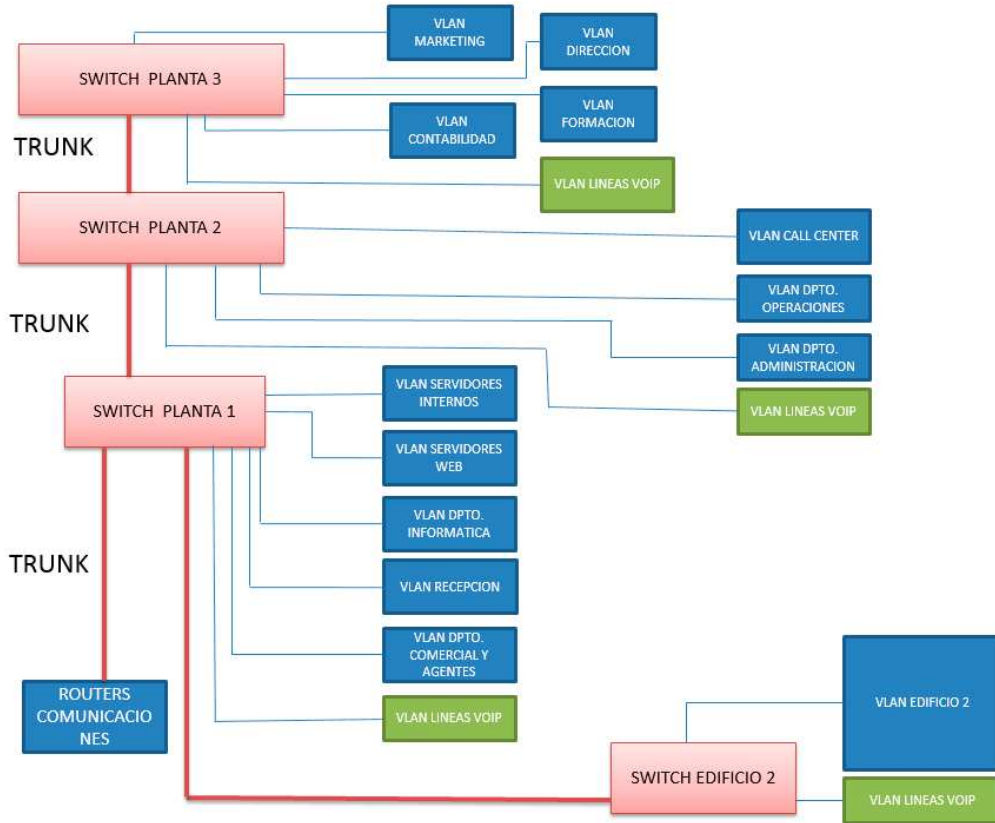 VLAN
MARKETING
VLAN
DIRECCION
SWITCH PLANTA 3
VLAN
FORMACION
VLAN
CONTABILIDAD
TRUNK
VLAN LINEAS VOIP
SWITCH PLANTA 2
VLAN CALL CENTER
VLAN DPTO.
OPERACIONES
TRUNK
VLAN DPTO.
ADMINISTRACION
VLAN LINEAS VOIP
SWITCH PLANTA 1
VLAN SERVIDORES
INTERNOS
VLAN SERVIDORES
WEB
VLAN DPTO.
INFORMATICA
TRUNK
VLAN RECEPCION
VLAN DPTO.
COMERCIAL Y
AGENTES
ROUTERS
COMUNICACIO
NES
VLAN LINEAS VOIP
VLAN EDIFICIO 2
SWITCH EDIFICIO 2
VLAN LINEAS VOIP